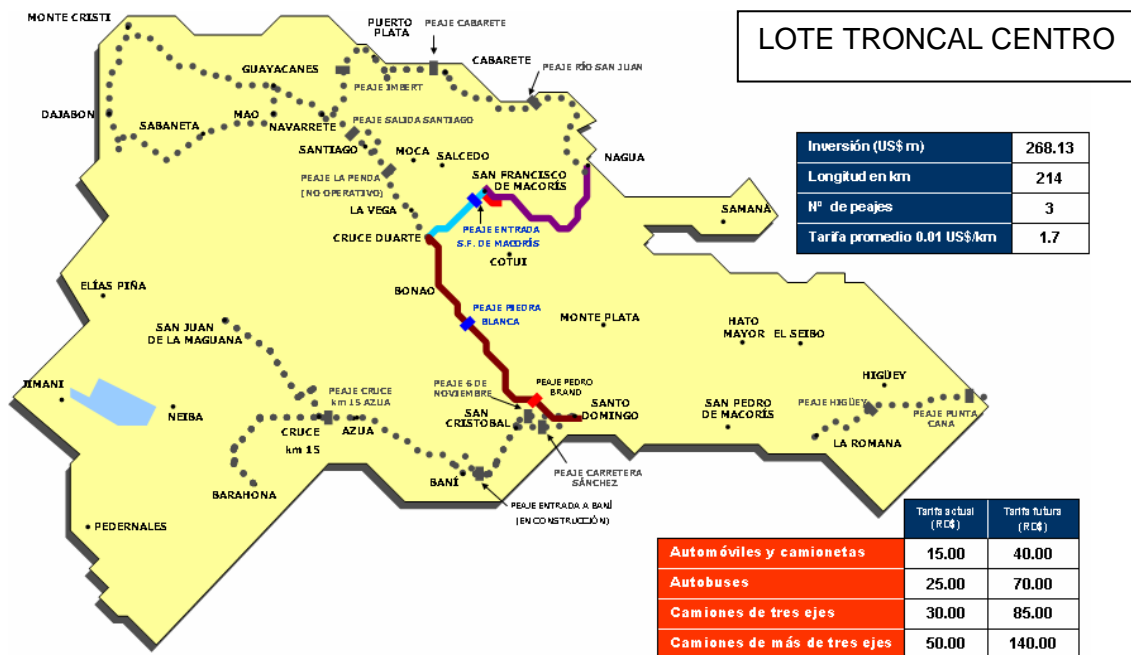 LOTE TRONCAL CENTRO
MONTE CRISTI
PUERTO
PLATA
PEAJE CABARETE
CABARETE
GUAYACANES
PEAJE IMBERT
PEAJE RÍO SAN JUAN
DAJABON
SABANETA
MAO
NAVARRETE
PEAJE SALIDA SANTIAGO
SANTIAGO
MOCA
SALCEDO
NAGUA
PEAJE LA PENDA
(NO OPERATIVO)
SAN FRANCISCO
DE MACORÍS
LA VEGA
SAMANÁ
CRUCE DUARTE
PEAJE ENTRADA
S.F. DE MACORÍS
COTUI
ELÍAS PIÑA
BONAO
PEAJE PIEDRA
BLANCA
MONTE PLATA
HATO
MAYOR
EL SEIBO
SAN JUAN
DE LA MAGUANA
JIMANI
NEIBA
PEAJE CRUCE
km 15 AZUA
PEAJE 6 DE
NOVIEMBRE
PEAJE PEDRO
BRAND
HIGÜEY
SAN
CRISTOBAL
SANTO
DOMINGO
SAN PEDRO
DE MACORÍS
PEAJE HIGÜEY
PEAJE PUNTA
CANA
CRUCE
km 15
AZUA
LA ROMANA
BARAHONA
BANÍ
PEAJE CARRETERA
SÁNCHEZ
PEAJE ENTRADA A BANÍ
(EN CONSTRUCCIÓN)
PEDERNALES
Inversión (US$ m) 268.13
Longitud en km 214
Nº de peajes 3
Tarifa promedio 0.01 US$/km 1.7
Tarifa actual
(RD$)
Tarifa futura
(RD$)
Automóviles y camionetas 15.00 40.00
Autobuses 25.00 70.00
Camiones de tres ejes 30.00 85.00
Camiones de más de tres ejes 50.00 140.00